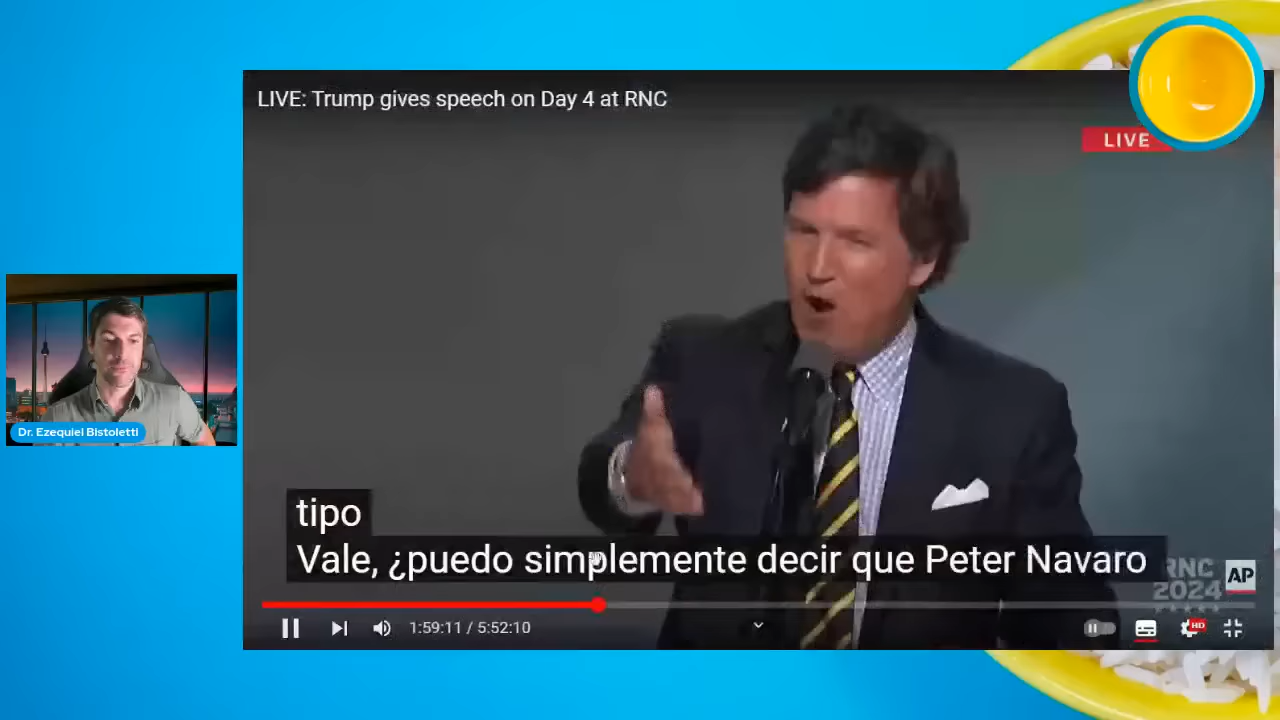 LIVE: Trump gives speech on Day 4 at RNC
LIVE
Dr. Ezequiel Bistoletti
tipo
Vale, ¿puedo simplemente decir que Peter Navaro
RNC
2024
AP
1:59:11 / 5:52:10
HD